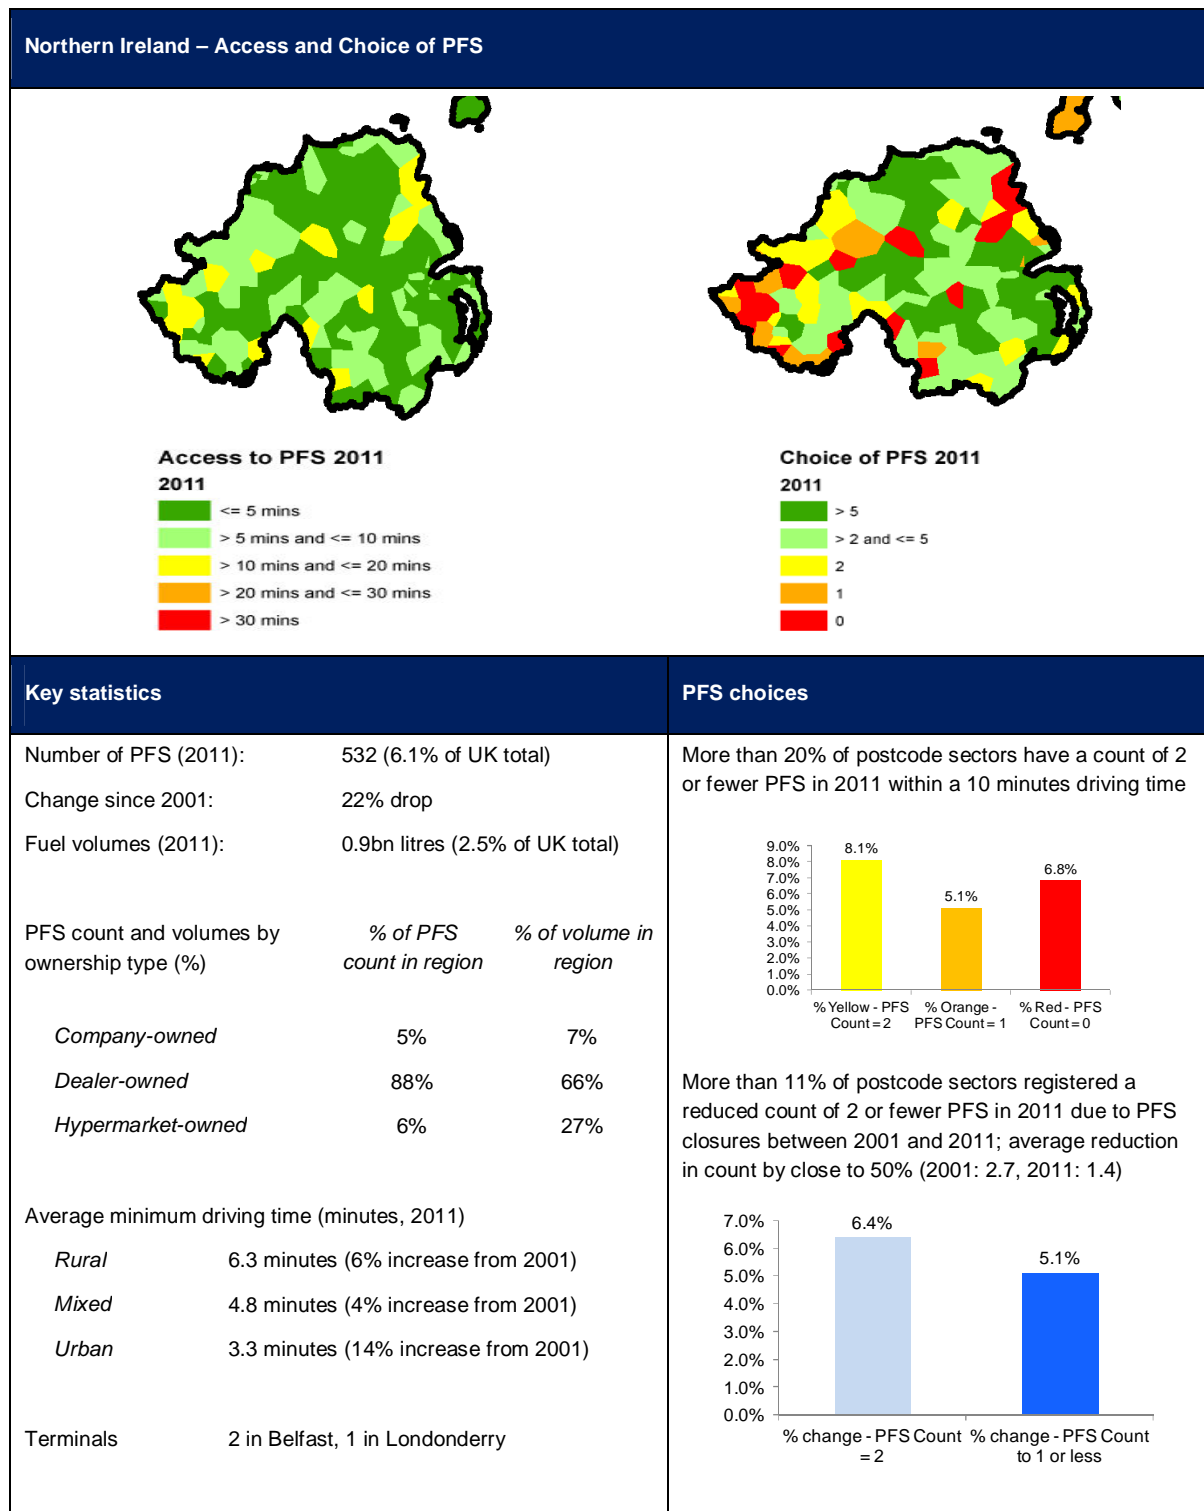 Northern Ireland – Access and Choice of PFS
Access to PFS 2011
2011
<= 5 mins
> 5 mins and <= 10 mins
> 10 mins and <= 20 mins
> 20 mins and <= 30 mins
> 30 mins
Choice of PFS 2011
2011
> 5
> 2 and <= 5
2
1
0
Key statistics
Number of PFS (2011): 532 (6.1% of UK total)
Change since 2001: 22% drop
Fuel volumes (2011): 0.9bn litres (2.5% of UK total)
PFS count and volumes by % of PFS % of volume in
ownership type (%) count in region region
Company-owned 5% 7%
Dealer-owned 88% 66%
Hypermarket-owned 6% 27%
Average minimum driving time (minutes, 2011)
Rural 6.3 minutes (6% increase from 2001)
Mixed 4.8 minutes (4% increase from 2001)
Urban 3.3 minutes (14% increase from 2001)
Terminals 2 in Belfast, 1 in Londonderry
PFS choices
More than 20% of postcode sectors have a count of 2
or fewer PFS in 2011 within a 10 minutes driving time
9.0%
8.0%
7.0%
6.0%
5.0%
4.0%
3.0%
2.0%
1.0%
0.0%
8.1%
5.1%
6.8%
% Yellow - PFS % Orange - % Red - PFS
Count = 2 PFS Count = 1 Count = 0
More than 11% of postcode sectors registered a
reduced count of 2 or fewer PFS in 2011 due to PFS
closures between 2001 and 2011; average reduction
in count by close to 50% (2001: 2.7, 2011: 1.4)
7.0%
6.0%
5.0%
4.0%
3.0%
2.0%
1.0%
0.0%
6.4%
5.1%
% change - PFS Count % change - PFS Count
= 2 to 1 or less